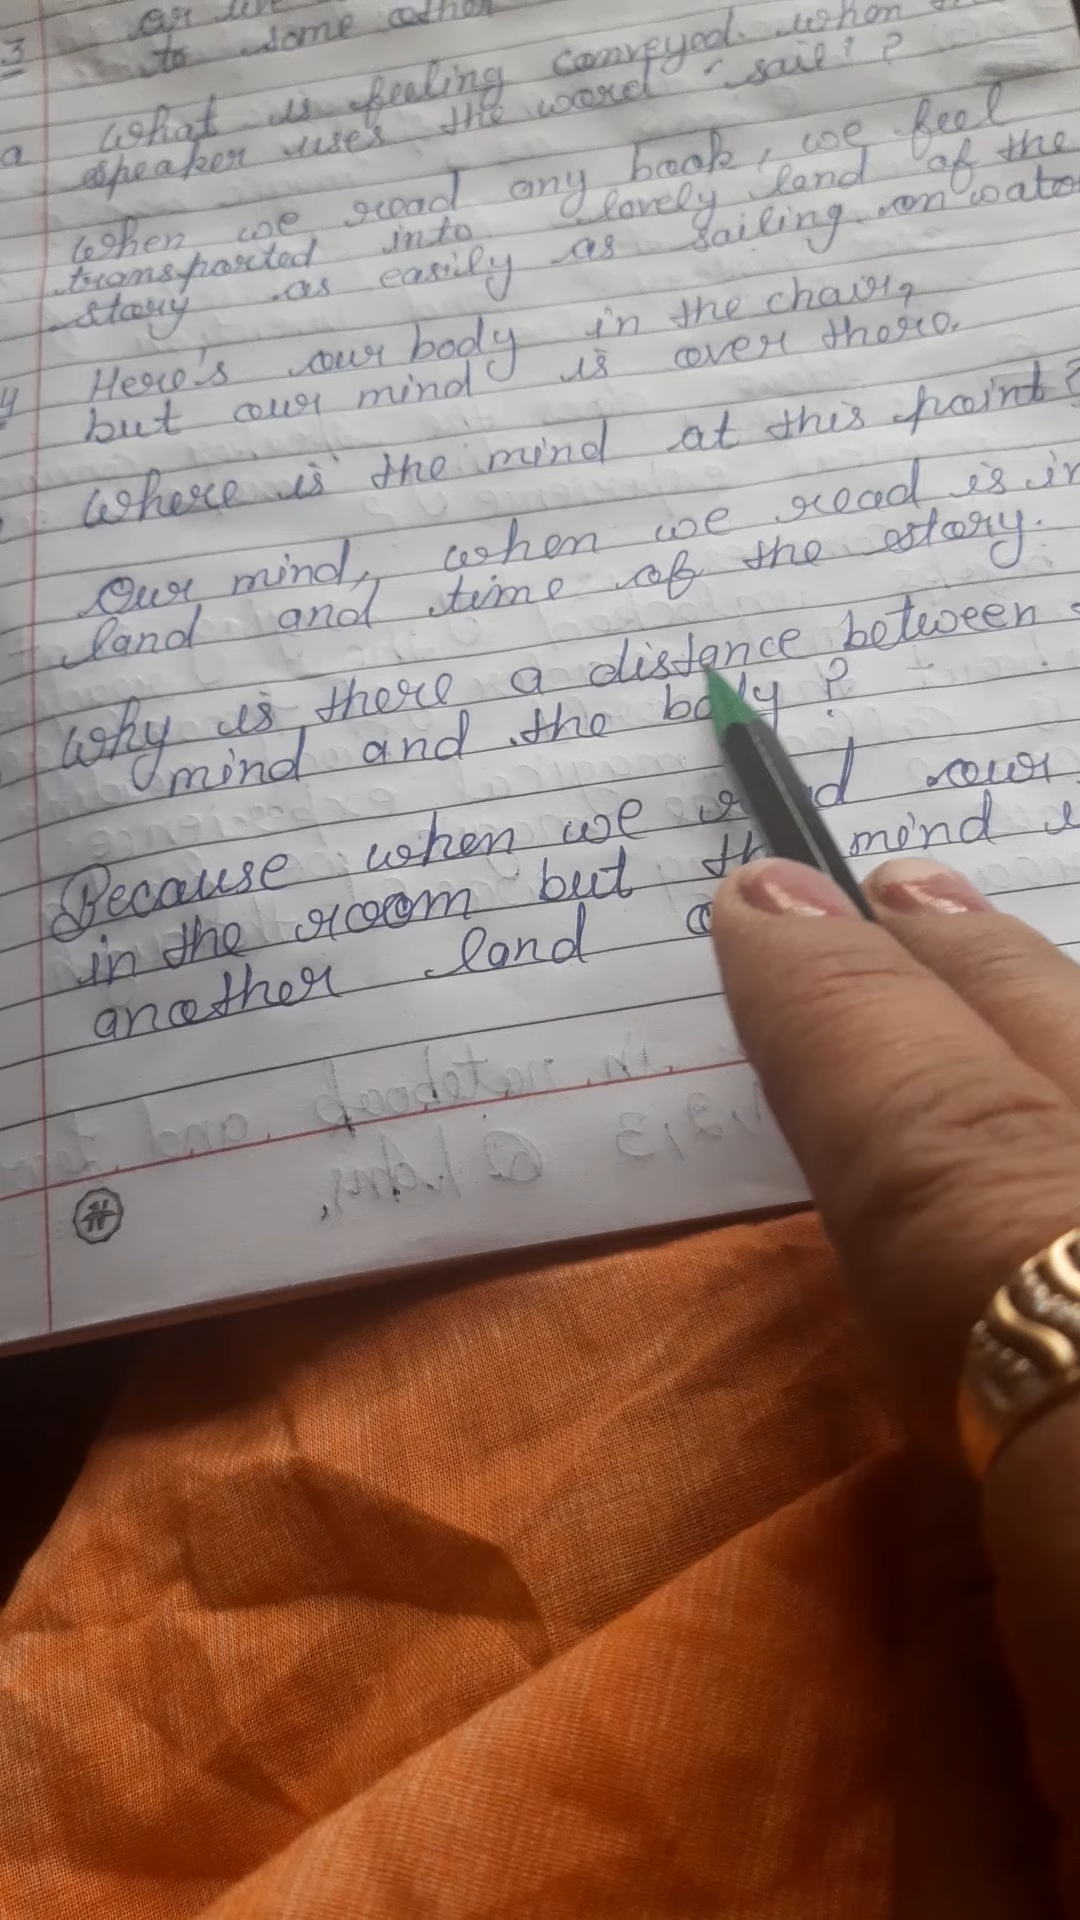 3 or
to some other
a What is feeling conveyed when
speaker uses the word 'sail'?
When we read any book, we feel
transported into lovely land of the
story as easily as sailing on water
y Here's our body in the chair,
but our mind is over there.
Where is the mind at this point?
Our mind, when we read is in
land and time of the story.
Why is there a distance between
mind and the body?
Because when we our
in the room but mind
another land
#